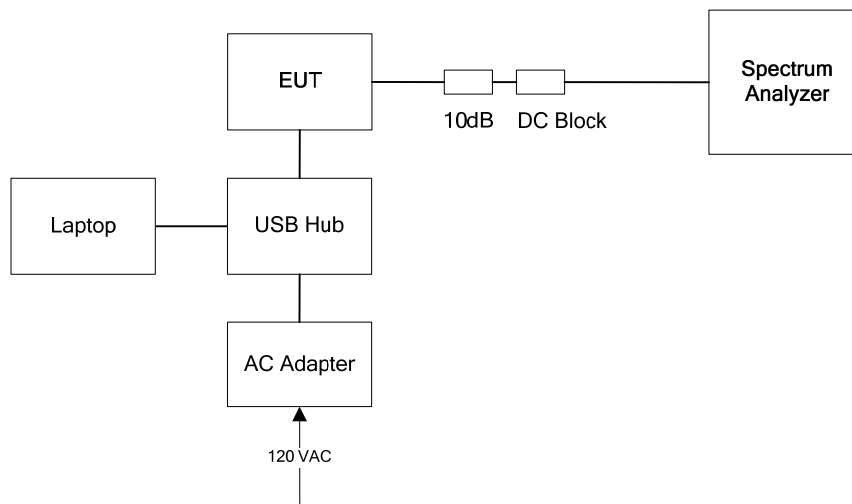 EUT
10dB
DC Block
Spectrum
Analyzer
Laptop
USB Hub
AC Adapter
120 VAC